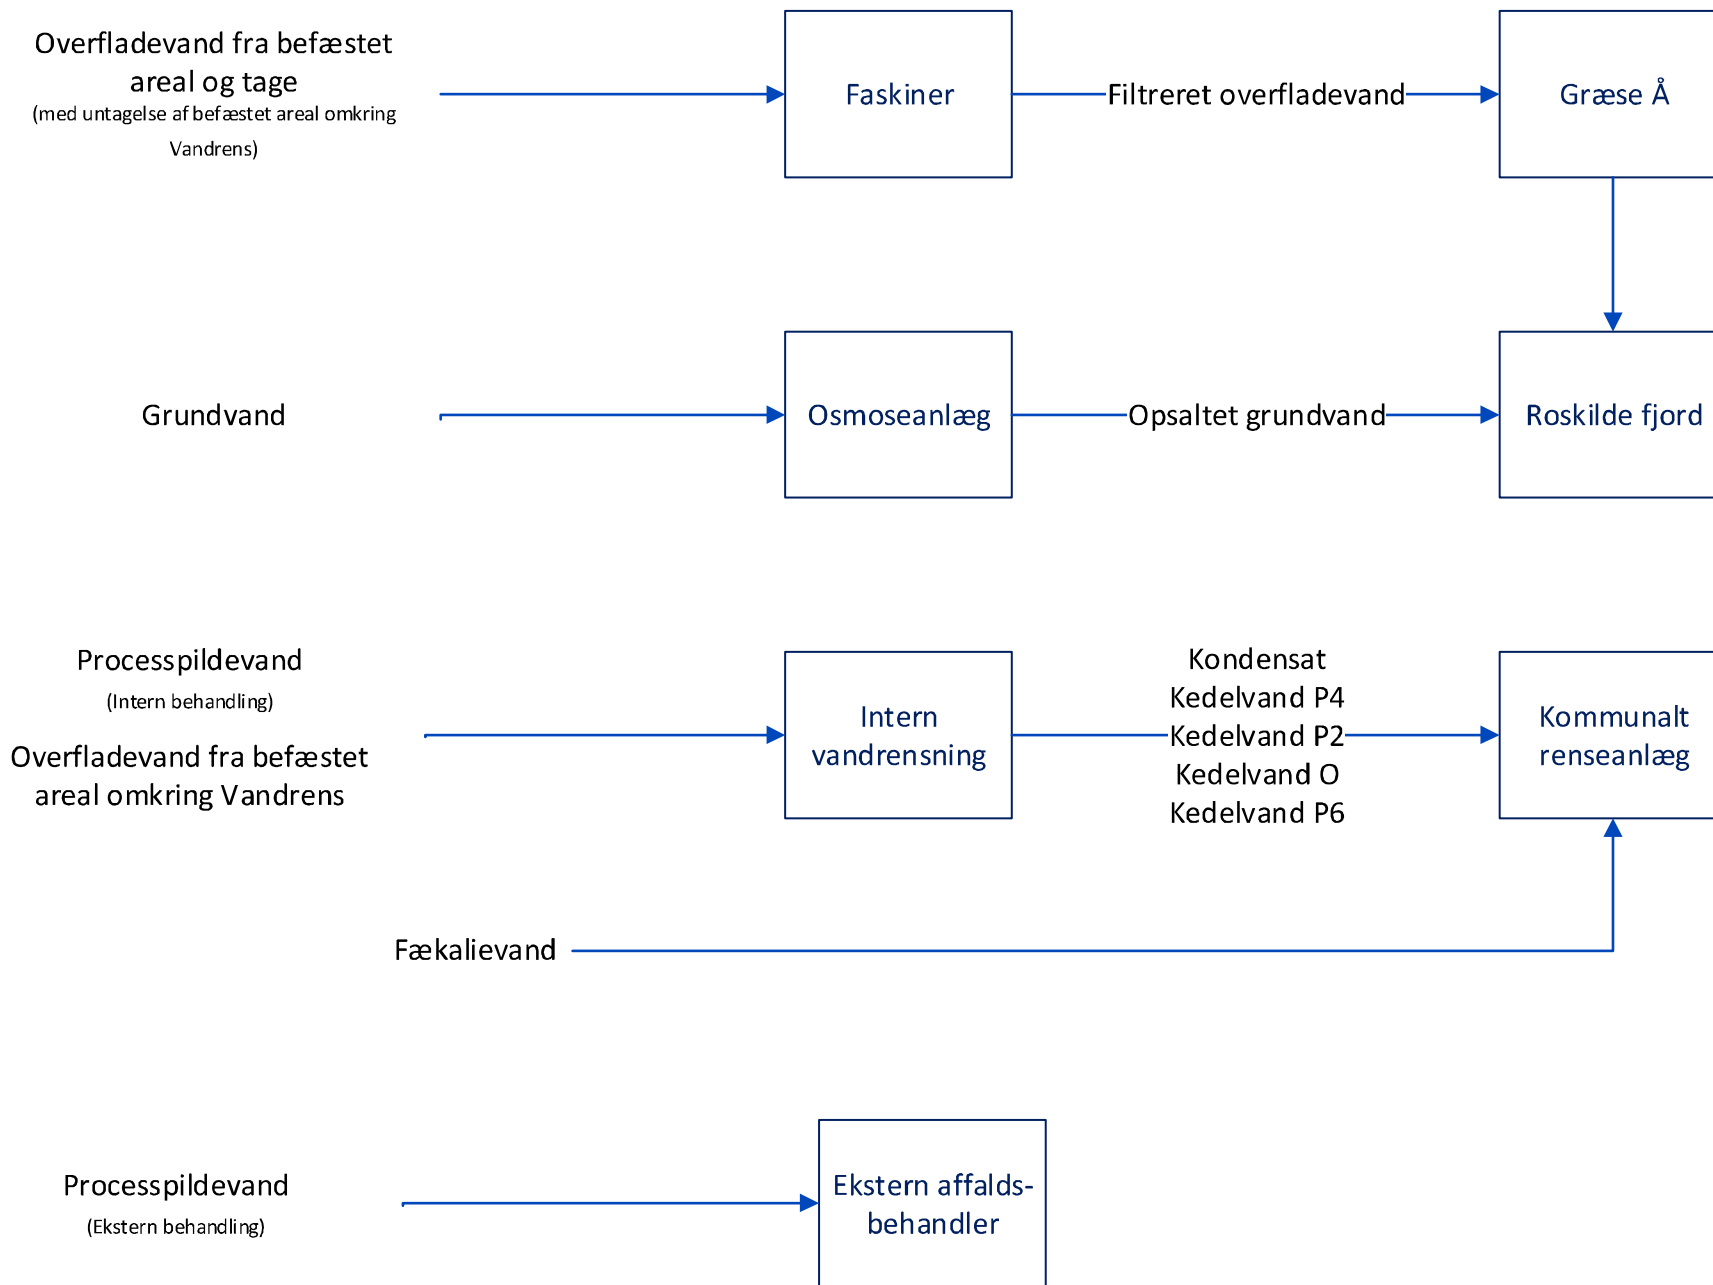 Overfladevand fra befæstet
areal og tage
(med untagelse af befæstet areal omkring
Vandrens)
Faskiner
Filtreret overfladevand
Græse Å
Grundvand
Osmoseanlæg
Opsaltet grundvand
Roskilde fjord
Processpildevand
(Intern behandling)
Overfladevand fra befæstet
areal omkring Vandrens
Intern
vandrensning
Kondensat
Kedelvand P4
Kedelvand P2
Kedelvand O
Kedelvand P6
Kommunalt
renseanlæg
Fækalievand
Processpildevand
(Ekstern behandling)
Ekstern affalds-
behandler